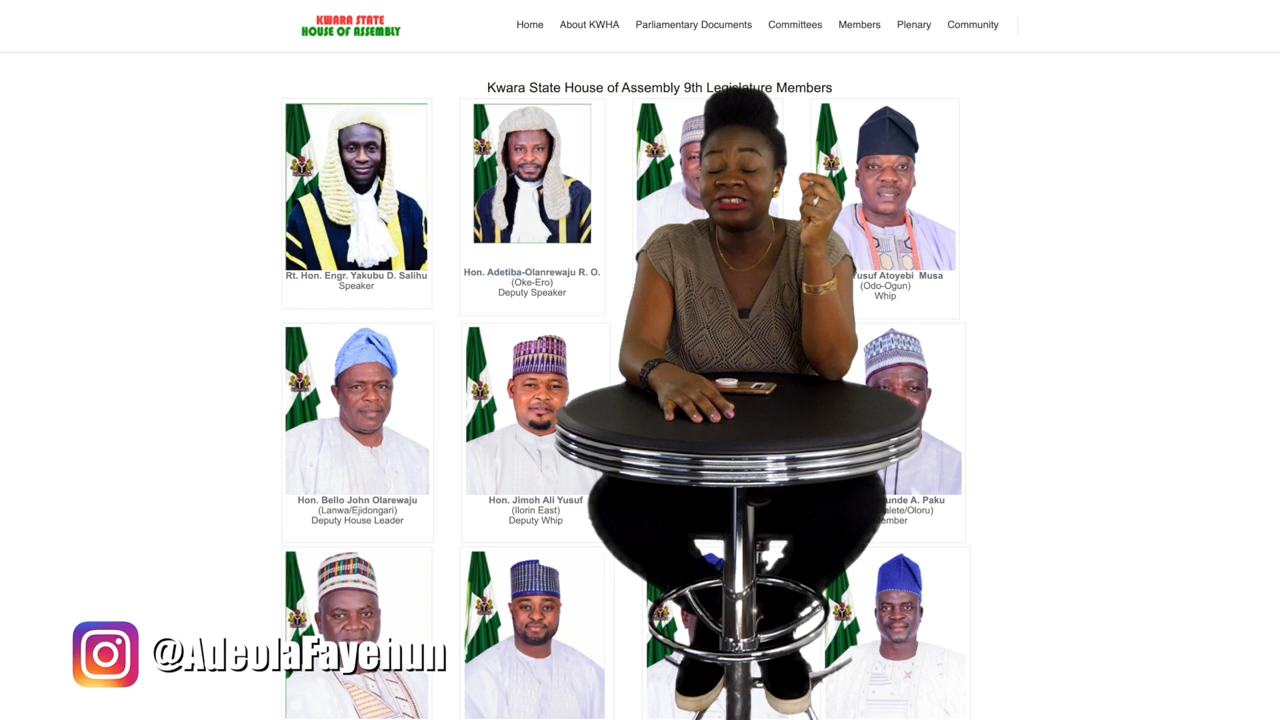 KWARA STATE
HOUSE OF ASSEMBLY
Home About KWHA Parliamentary Documents Committees Members Plenary Community
Kwara State House of Assembly 9th Legislature Members
Rt. Hon. Engr. Yakubu D. Salihu
Speaker
Hon. Adetiba-Olanrewaju R. O.
(Oke-Ero)
Deputy Speaker
Yusuf Atoyebi Musa
(Odo-Ogun)
Whip
Hon. Bello John Olarewaju
(Lanwa/Ejidongari)
Deputy House Leader
Hon. Jimoh Ali Yusuf
(Ilorin East)
Deputy Whip
A. Paku
@AdeolaFayehun